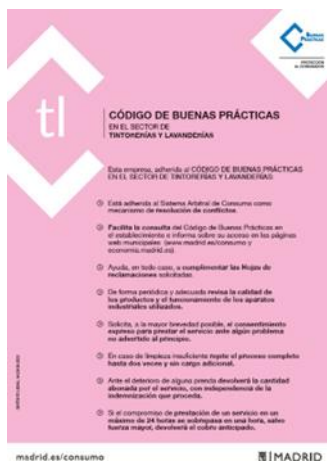 BUENAS
PRÁCTICAS
PROTECCIÓN
AL CONSUMIDOR
tl
CÓDIGO DE BUENAS PRÁCTICAS
EN EL SECTOR DE
TINTORERÍAS Y LAVANDERÍAS
Esta empresa, adherida al CÓDIGO DE BUENAS PRÁCTICAS
EN EL SECTOR DE TINTORERÍAS Y LAVANDERÍAS:
Está adherida al Sistema Arbitral de Consumo como
mecanismo de resolución de conflictos.
Facilita la consulta del Código de Buenas Prácticas en
el establecimiento e informa sobre su acceso en las páginas
web municipales (www.madrid.es/consumo y
economia.madrid.es).
Ayuda, en todo caso, a cumplimentar las Hojas de
reclamaciones solicitadas.
De forma periódica y adecuada revisa la calidad de
los productos y el funcionamiento de los aparatos
industriales utilizados.
Solicita, a la mayor brevedad posible, el consentimiento
expreso para prestar el servicio ante algún problema
no advertido al principio.
En caso de limpieza insuficiente repite el proceso completo
hasta dos veces y sin cargo adicional.
Ante el deterioro de alguna prenda devolverá la cantidad
abonada por el servicio, con independencia de la
indemnización que proceda.
Si el compromiso de prestación de un servicio en un
máximo de 24 horas se sobrepasa en una hora, salvo
fuerza mayor, devolverá el cobro anticipado.
madrid.es/consumo
MADRID